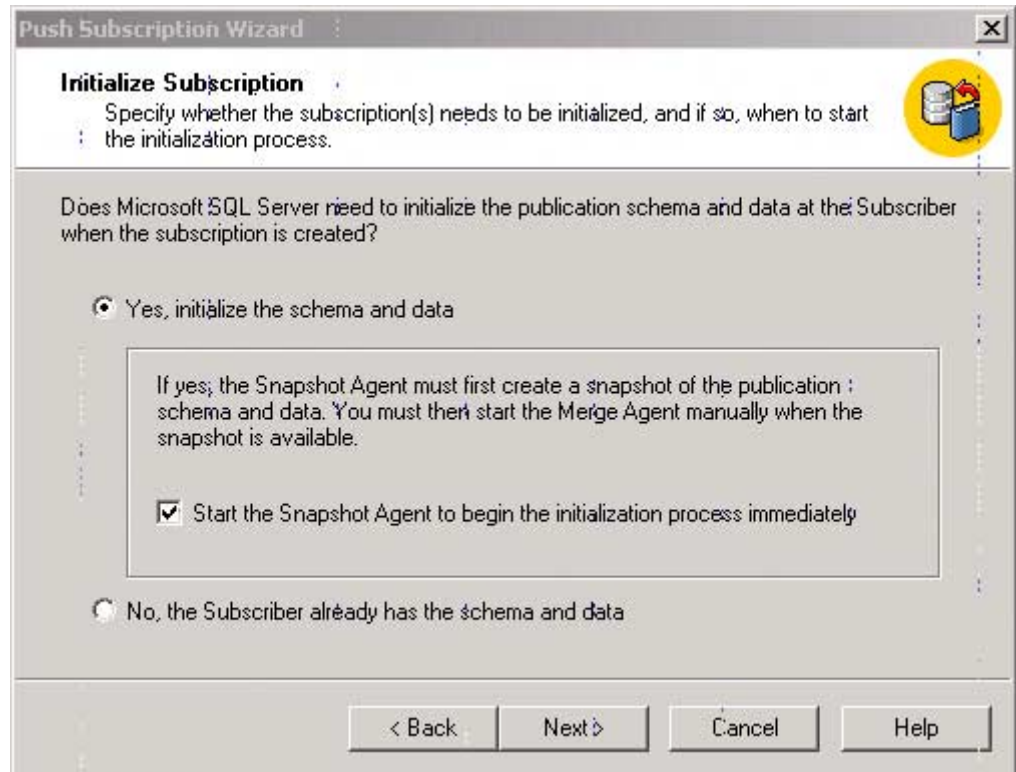 Push Subscription Wizard
Initialize Subscription
Specify whether the subscription(s) needs to be initialized, and if so, when to start
the initialization process.
Does Microsoft SQL Server need to initialize the publication schema and data at the Subscriber
when the subscription is created?
Yes, initialize the schema and data
If yes, the Snapshot Agent must first create a snapshot of the publication
schema and data. You must then start the Merge Agent manually when the
snapshot is available.
Start the Snapshot Agent to begin the initialization process immediately
No, the Subscriber already has the schema and data
< Back Next > Cancel Help